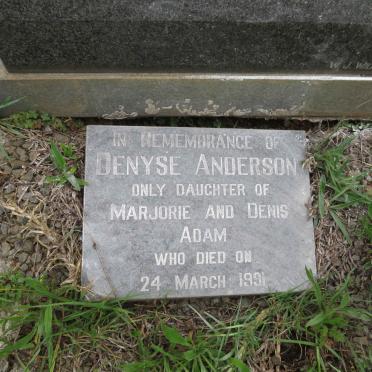 IN REMEMBRANCE OF
DENYSE ANDERSON
ONLY DAUGHTER OF
MARJORIE AND DENIS
ADAM
WHO DIED ON
24 MARCH 1991